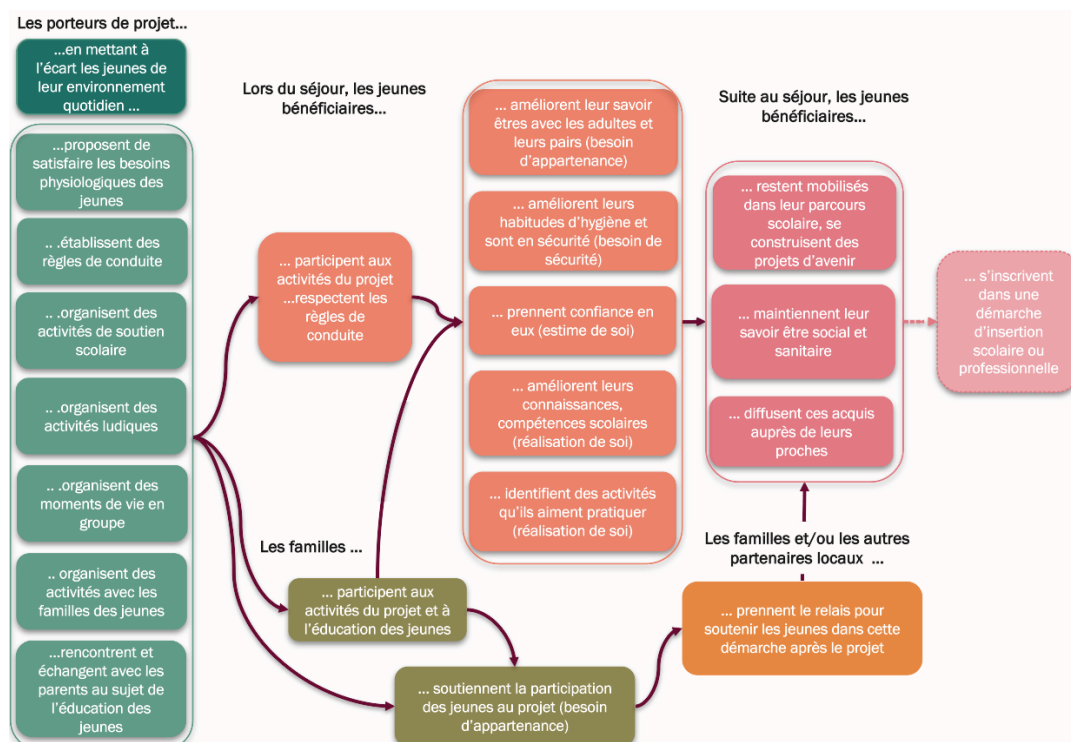 Les porteurs de projet...
...en mettant à
l'écart les jeunes de
leur environnement
quotidien ...
...proposent de
satisfaire les besoins
physiologiques des
jeunes
.. .établissent des
règles de conduite
.. .organisent des
activités de soutien
scolaire
.. .organisent des
activités ludiques
.. .organisent des
moments de vie en
groupe
.. organisent des
activités avec les
familles des jeunes
...rencontrent et
échangent avec les
parents au sujet de
l'éducation des
jeunes
Lors du séjour, les jeunes
bénéficiaires...
... participent aux
activités du projet
...respectent les
règles de
conduite
Les familles ...
... participent aux
activités du projet et à
l'éducation des jeunes
... soutiennent la participation
des jeunes au projet (besoin
d'appartenance)
... améliorent leur savoir
êtres avec les adultes et
leurs pairs (besoin
d'appartenance)
... améliorent leurs
habitudes d'hygiène et
sont en sécurité (besoin de
sécurité)
... prennent confiance en
eux (estime de soi)
... améliorent leurs
connaissances,
compétences scolaires
(réalisation de soi)
... identifient des activités
qu'ils aiment pratiquer
(réalisation de soi)
Suite au séjour, les jeunes
bénéficiaires...
... restent mobilisés
dans leur parcours
scolaire, se
construisent des
projets d'avenir
... maintiennent leur
savoir être social et
sanitaire
... diffusent ces acquis
auprès de leurs
proches
Les familles et/ou les autres
partenaires locaux ...
... prennent le relais pour
soutenir les jeunes dans cette
démarche après le projet
... s'inscrivent
dans une
démarche
d'insertion
scolaire ou
professionnelle